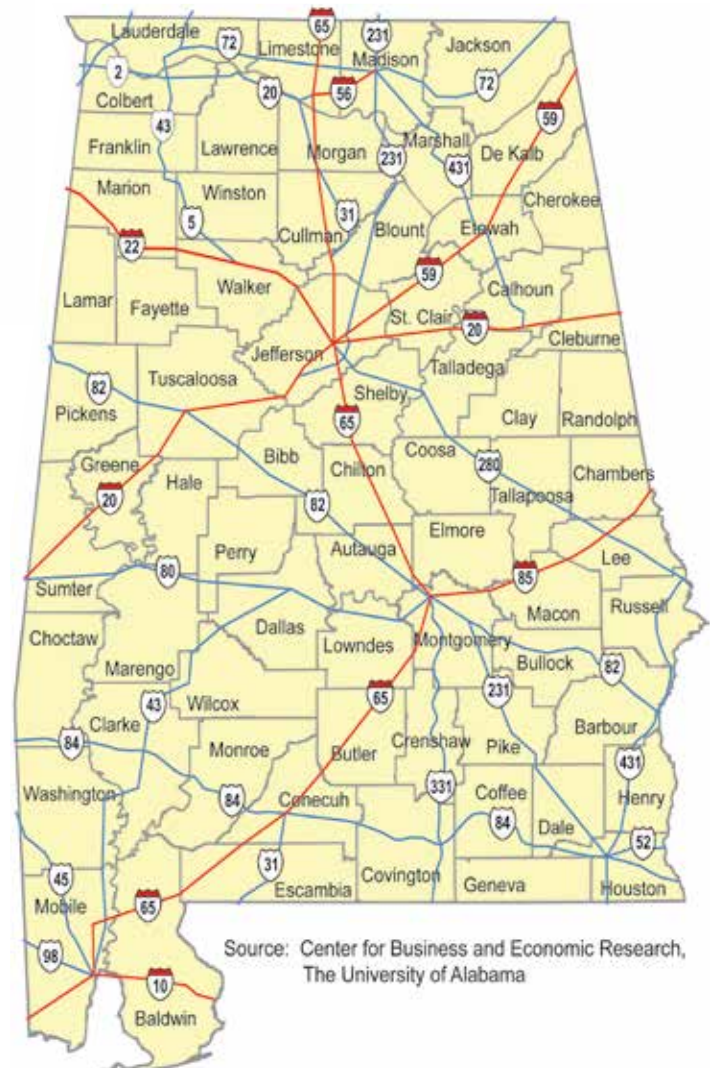 65
231
Lauderdale
72
Limestone
Madison
Jackson
2
20
56
72
Colbert
43
59
Franklin
Lawrence
Morgan
231
Marshall
431
De Kalb
Marion
Winston
Cherokee
5
31
22
Cullman
Blount
Etowah
Walker
59
Calhoun
Lamar
Fayette
St. Clair
20
Jefferson
Cleburne
Tuscaloosa
Talladega
82
Shelby
Pickens
65
Clay
Randolph
Greene
Bibb
Coosa
280
Chambers
20
Hale
Chilton
Tallapoosa
82
Elmore
Perry
Autauga
Lee
80
85
Sumter
Macon
Russell
Choctaw
Dallas
Lowndes
Montgomery
Marengo
Bullock
82
43
Wilcox
65
231
Clarke
Barbour
84
Monroe
Butler
Crenshaw
Pike
431
Washington
84
Conecuh
331
Coffee
Henry
84
Dale
52
45
31
Covington
Mobile
65
Escambia
Geneva
Houston
98
10
Baldwin
Source: Center for Business and Economic Research,
The University of Alabama